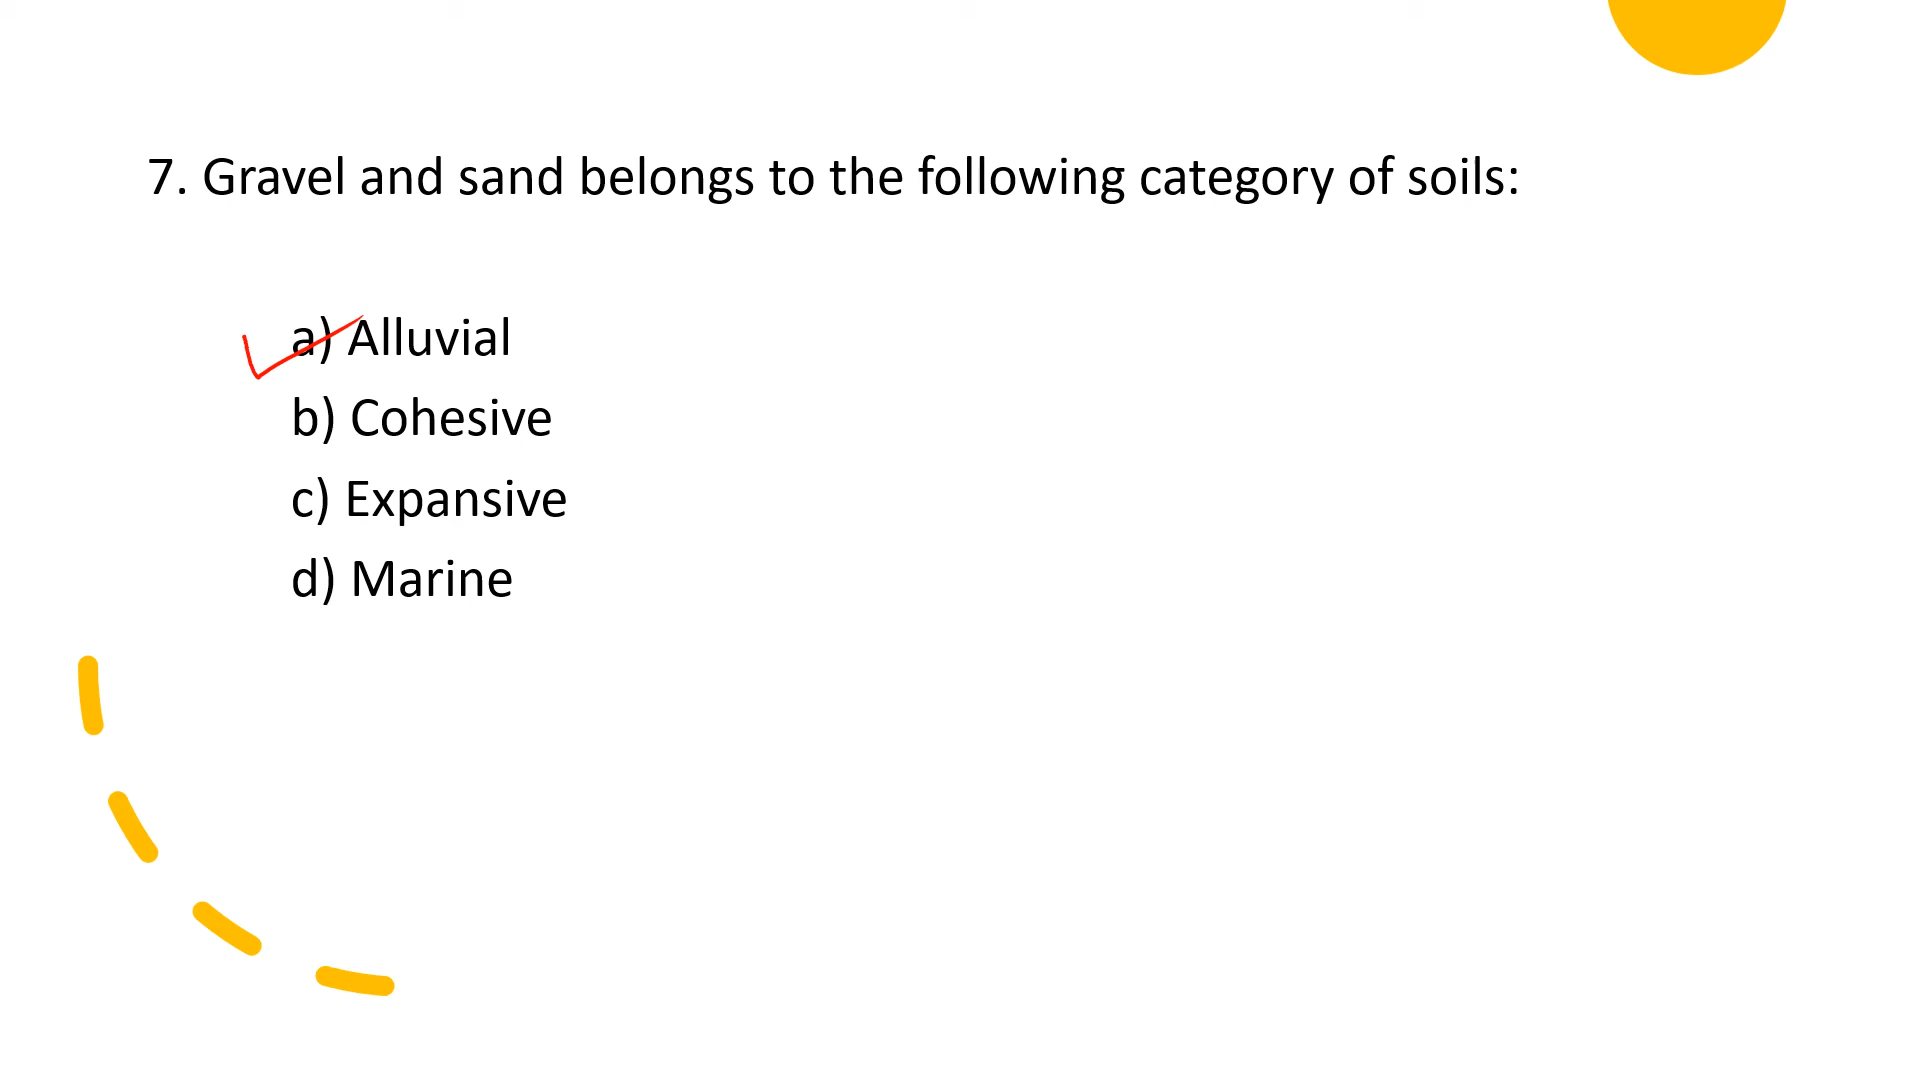 7. Gravel and sand belongs to the following category of soils:
a) Alluvial
b) Cohesive
c) Expansive
d) Marine